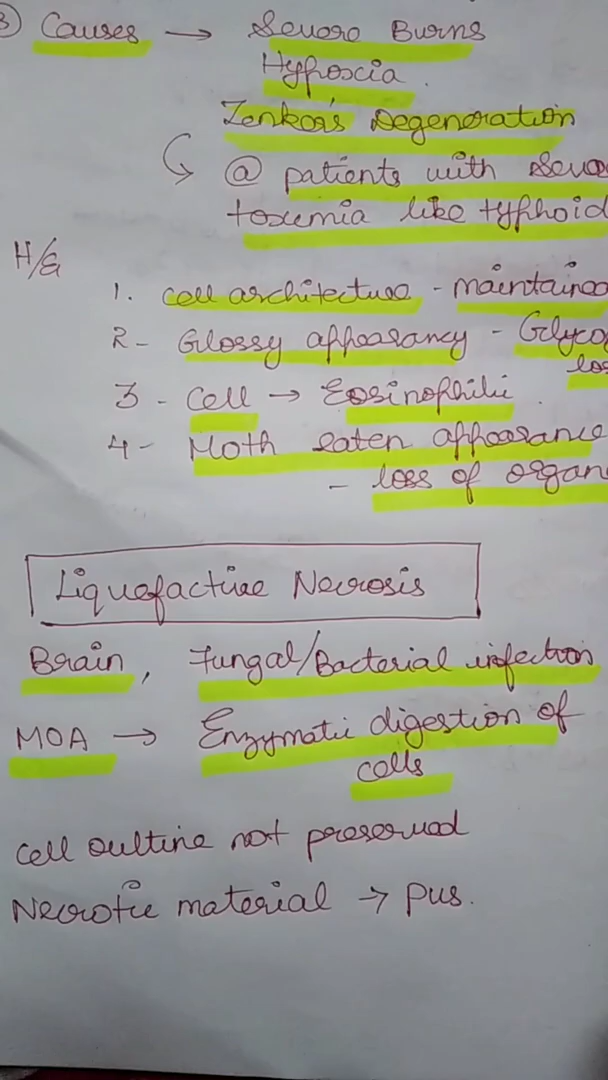 3) Causes → Severe Burns
Hypoxia.
Zenker's Degeneration
@ patients with
toxemia like typhoid
H/E
1. cell architecture - maintained
2- Glossy appearancy -
3 - Cell → Eosinophilic.
4- Moth eaten appearance
- loss of
Liquefactive Necrosis
Brain, Fungal/Bacterial infection
MOA → Enzymatic digestion of
cells
cell outline not preserved
Necrotic material → pus.